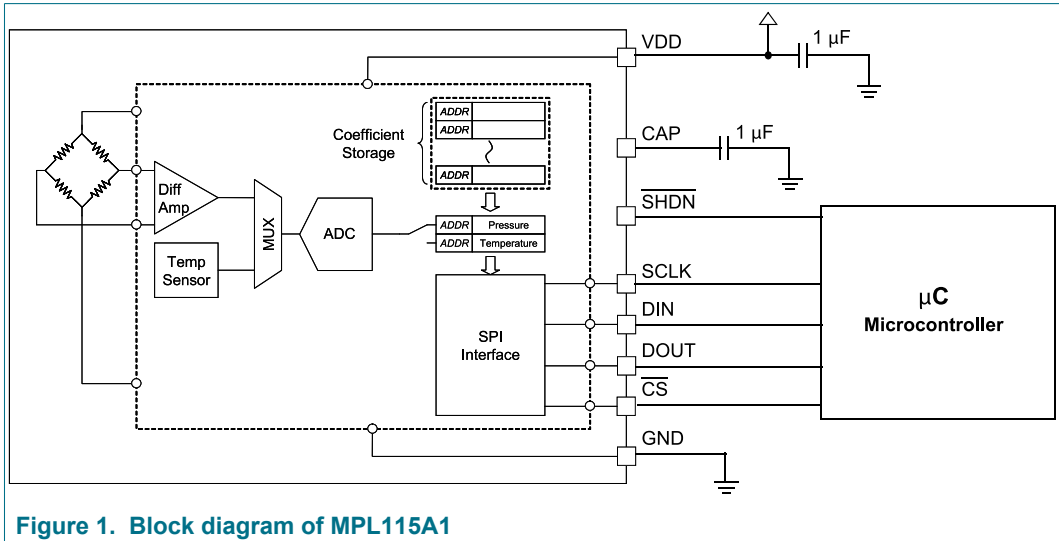 VDD
1 µF
CAP
1 µF
SHDN
SCLK
DIN
DOUT
CS
GND
Coefficient
Storage
ADDR
ADDR
ADDR
Diff
Amp
MUX
ADC
ADDR Pressure
ADDR Temperature
Temp
Sensor
SPI
Interface
µC
Microcontroller
Figure 1. Block diagram of MPL115A1